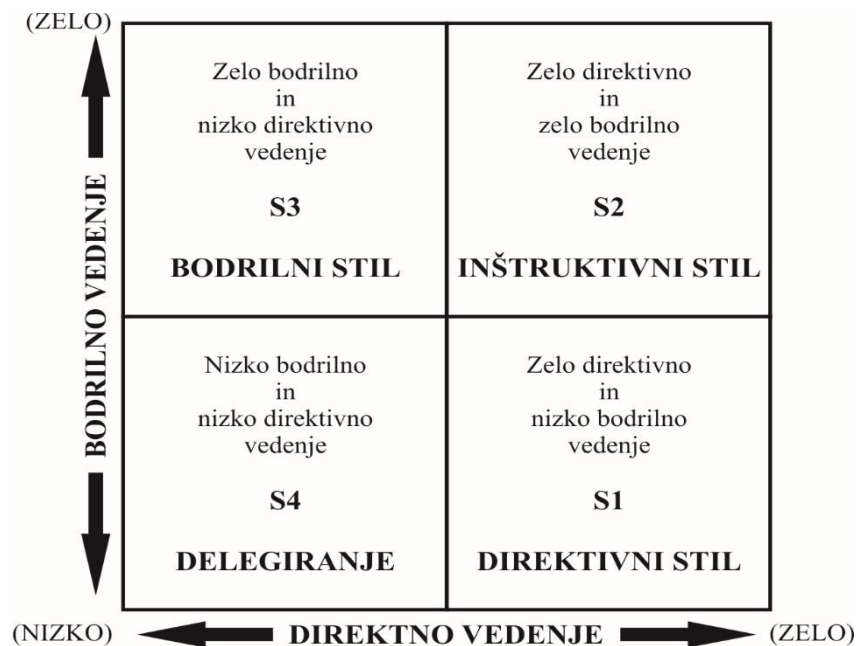 (ZELO)
Zelo bodrilno
in
nizko direktivno
vedenje
S3
BODRILNI STIL
Zelo direktivno
in
zelo bodrilno
vedenje
S2
INŠTRUKTIVNI STIL
BODRILNO VEDENJE
Nizko bodrilno
in
nizko direktivno
vedenje
S4
DELEGIRANJE
Zelo direktivno
in
nizko bodrilno
vedenje
S1
DIREKTIVNI STIL
(NIZKO)
DIREKTNO VEDENJE
(ZELO)